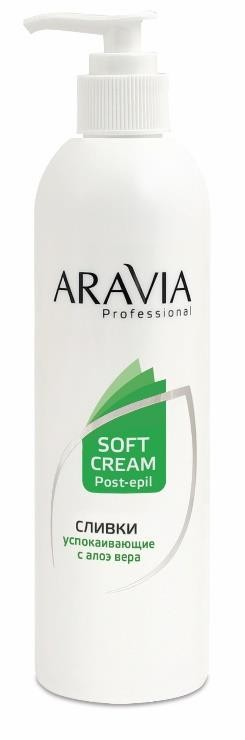 ARAVIA
Professional
SOFT
CREAM
Post-epil
СЛИВКИ
успокаивающие
с алоэ вера